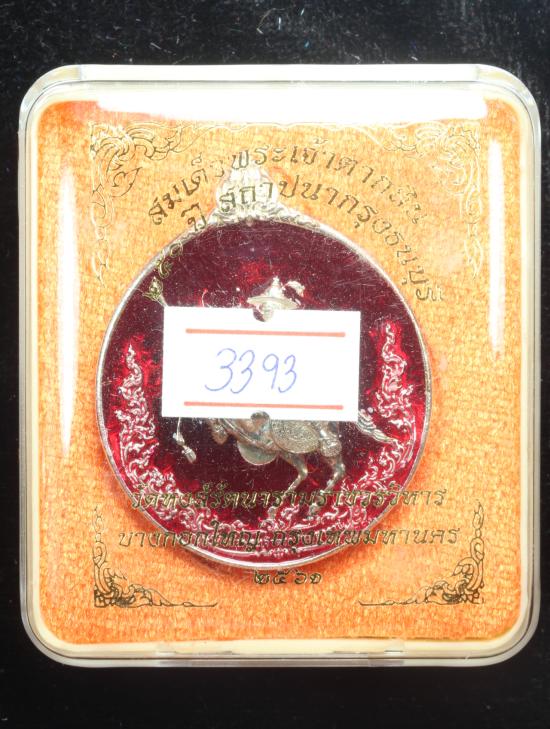 สมเด็จพระเจ้าตากสิน
๒๕๐ ปี สถาปนากรุงธนบุรี
3393
วัดหงส์รัตนารามราชวรวิหาร
บางกอกใหญ่ กรุงเทพมหานคร
๒๕๖๑